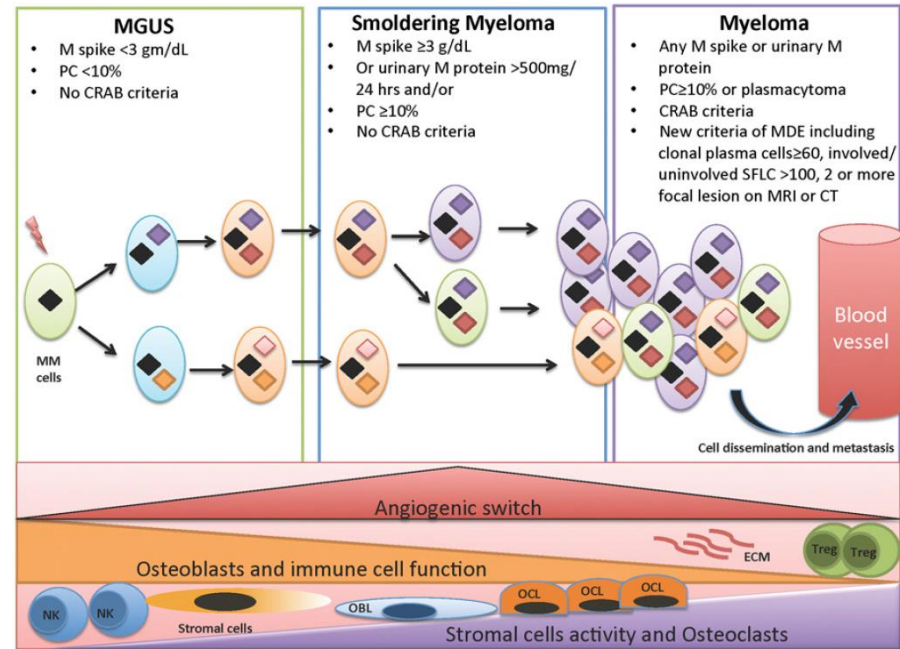 MGUS
• M spike <3 gm/dL
• PC <10%
• No CRAB criteria
Smoldering Myeloma
• M spike ≥3 g/dL
• Or urinary M protein >500mg/
24 hrs and/or
• PC ≥10%
• No CRAB criteria
Myeloma
• Any M spike or urinary M
protein
• PC≥10% or plasmacytoma
• CRAB criteria
• New criteria of MDE including
clonal plasma cells≥60, involved/
uninvolved SFLC >100, 2 or more
focal lesion on MRI or CT
MM
cells
Blood
vessel
Cell dissemination and metastasis
Angiogenic switch
Osteoblasts and immune cell function
ECM
Treg
Treg
NK
NK
Stromal cells
OBL
OCL
OCL
OCL
Stromal cells activity and Osteoclasts